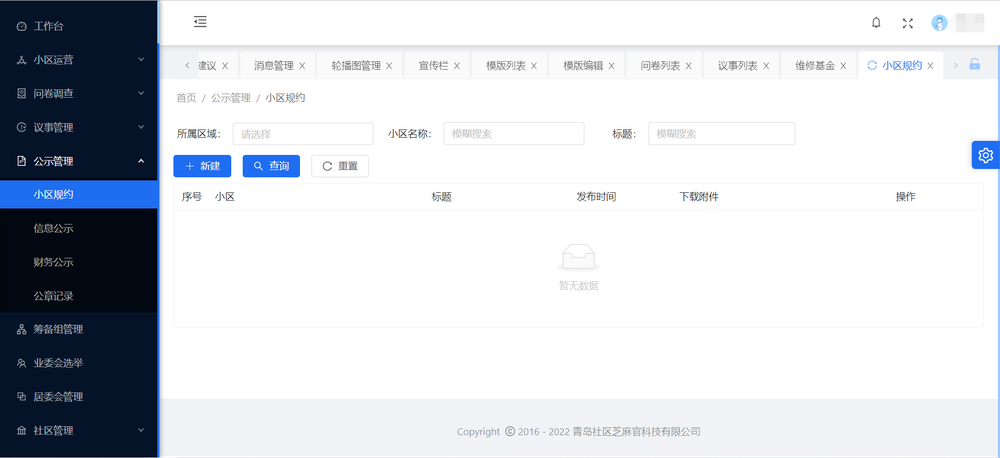 工作台
小区运营
问卷调查
议事管理
公示管理
小区规约
信息公示
财务公示
公章记录
筹备组管理
业委会选举
居委会管理
社区管理
建议 X 消息管理 X 轮播图管理 X 宣传栏 X 模版列表 X 模版编辑 X 问卷列表 X 议事列表 X 维修基金 X 小区规约 X
首页 / 公示管理 / 小区规约
所属区域： 请选择 小区名称： 模糊搜索 标题： 模糊搜索
新建 查询 重置
序号 小区 标题 发布时间 下载附件 操作
暂无数据
Copyright © 2016 - 2022 青岛社区芝麻官科技有限公司